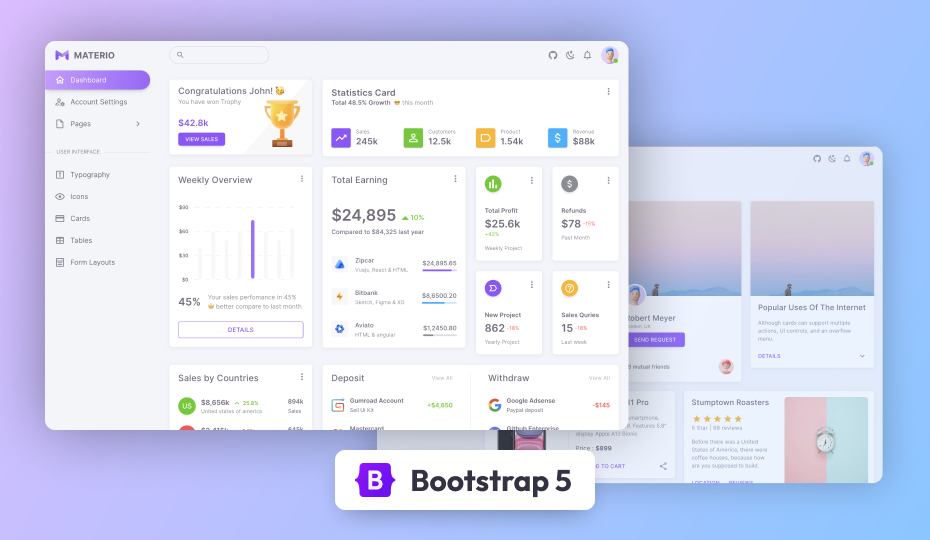 MATERIO
Dashboard
Account Settings
Pages
USER INTERFACE
Typography
Icons
Cards
Tables
Form Layouts
Congratulations John!
You have won Trophy
$42.8k
VIEW SALES
Statistics Card
Total 48.5% Growth 😎 this month
Sales
245k
Customers
12.5k
Product
1.54k
Revenue
$88k
Weekly Overview
$90
$60
$30
$0
45%
Your sales perfomance in 45%
🤩 better compare to last month
DETAILS
Total Earning
$24,895
10%
Compared to $84,325 last year
Zipcar
Vuejs, React & HTML
$24,895.65
Bitbank
Sketch, Figma & XD
$8,6500.20
Aviato
HTML & angular
$1,2450.80
Total Profit
$25.6k
+42%
Weekly Project
Refunds
$78 -15%
Past Month
New Project
862 -18%
Yearly Project
Sales Quries
15 -18%
Last week
Sales by Countries
US
$8,656k
25.8%
United states of america
894k
Sales
645k
Deposit
View All
Gumroad Account
Sell UI Kit
+$4,650
Mastercard
Withdraw
View All
Google Adsense
Paypal deposit
-$145
Github Enterprise
obert Meyer
London, UK
SEND REQUEST
mutual friends
Popular Uses Of The Internet
Although cards can support multiple
actions, UI controls, and an overflow
menu.
DETAILS
11 Pro
smartphone.
Features 5.8"
display Apple A13 Bionic
Price : $899
TO CART
Stumptown Roasters
5 Star | 98 reviews
Before there was a United
States of America, there were
coffee houses, because how
are you supposed to build.
LOCATION
REVIEWS
B
Bootstrap 5